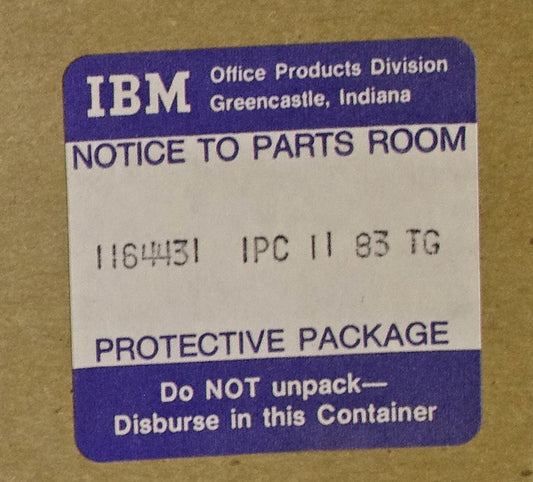 IBM Office Products Division
Greencastle, Indiana
NOTICE TO PARTS ROOM
1164431 IPC 11 83 TG
PROTECTIVE PACKAGE
Do NOT unpack—
Disburse in this Container